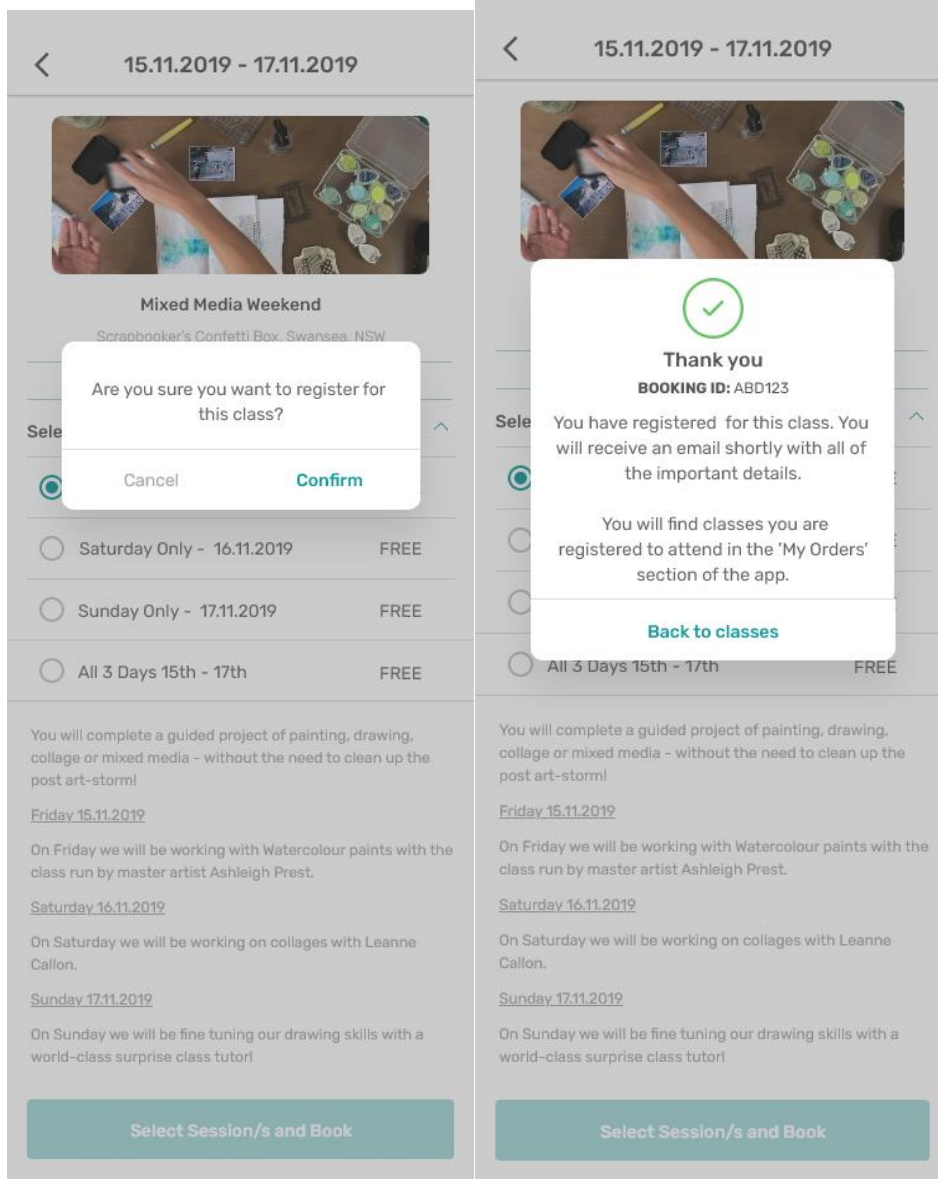 15.11.2019 - 17.11.2019
Mixed Media Weekend
Scrapbooker's Confetti Box, Swansea, NSW
Are you sure you want to register for
this class?
Sele
Cancel
Confirm
Saturday Only - 16.11.2019 FREE
Sunday Only - 17.11.2019 FREE
All 3 Days 15th - 17th FREE
You will complete a guided project of painting, drawing,
collage or mixed media - without the need to clean up the
post art-storm!
Friday 15.11.2019
On Friday we will be working with Watercolour paints with the
class run by master artist Ashleigh Prest.
Saturday 16.11.2019
On Saturday we will be working on collages with Leanne
Callon.
Sunday 17.11.2019
On Sunday we will be fine tuning our drawing skills with a
world-class surprise class tutor!
Select Session/s and Book
15.11.2019 - 17.11.2019
Thank you
BOOKING ID: ABD123
Sele
You have registered  for this class. You
will receive an email shortly with all of
the important details.
You will find classes you are
registered to attend in the 'My Orders'
section of the app.
Back to classes
All 3 Days 15th - 17th FREE
You will complete a guided project of painting, drawing,
collage or mixed media - without the need to clean up the
post art-storm!
Friday 15.11.2019
On Friday we will be working with Watercolour paints with the
class run by master artist Ashleigh Prest.
Saturday 16.11.2019
On Saturday we will be working on collages with Leanne
Callon.
Sunday 17.11.2019
On Sunday we will be fine tuning our drawing skills with a
world-class surprise class tutor!
Select Session/s and Book